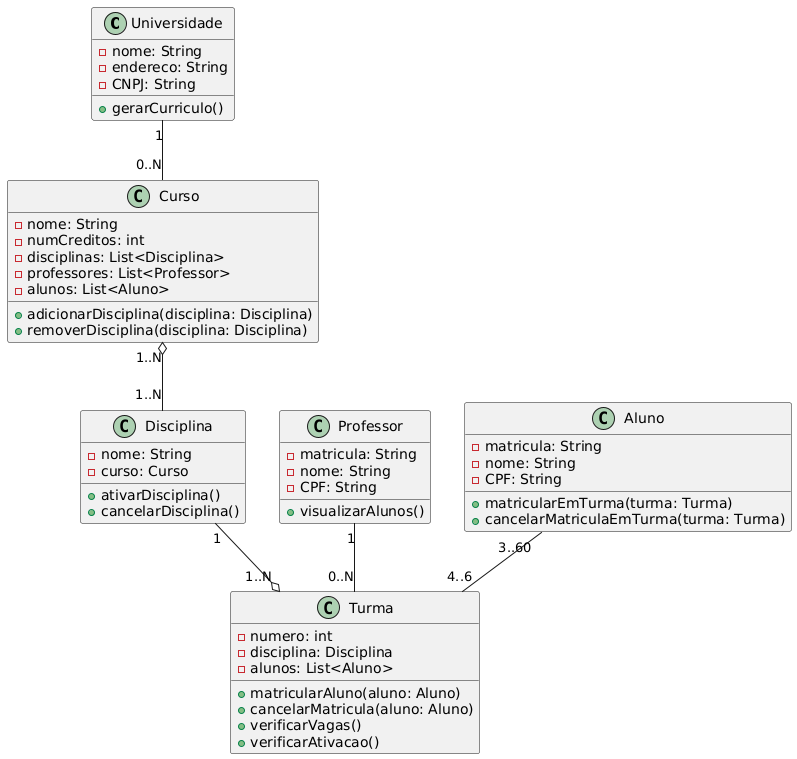 C Universidade
nome: String
endereco: String
CNPJ: String
gerarCurriculo()
1
0..N
C Curso
nome: String
numCreditos: int
disciplinas: List<Disciplina>
professores: List<Professor>
alunos: List<Aluno>
adicionarDisciplina(disciplina: Disciplina)
removerDisciplina(disciplina: Disciplina)
1..N
1..N
C Disciplina
nome: String
curso: Curso
ativarDisciplina()
cancelarDisciplina()
C Professor
matricula: String
nome: String
CPF: String
visualizarAlunos()
C Aluno
matricula: String
nome: String
CPF: String
matricularEmTurma(turma: Turma)
cancelarMatriculaEmTurma(turma: Turma)
1
1
3..60
1..N
0..N
4..6
C Turma
numero: int
disciplina: Disciplina
alunos: List<Aluno>
matricularAluno(aluno: Aluno)
cancelarMatricula(aluno: Aluno)
verificarVagas()
verificarAtivacao()